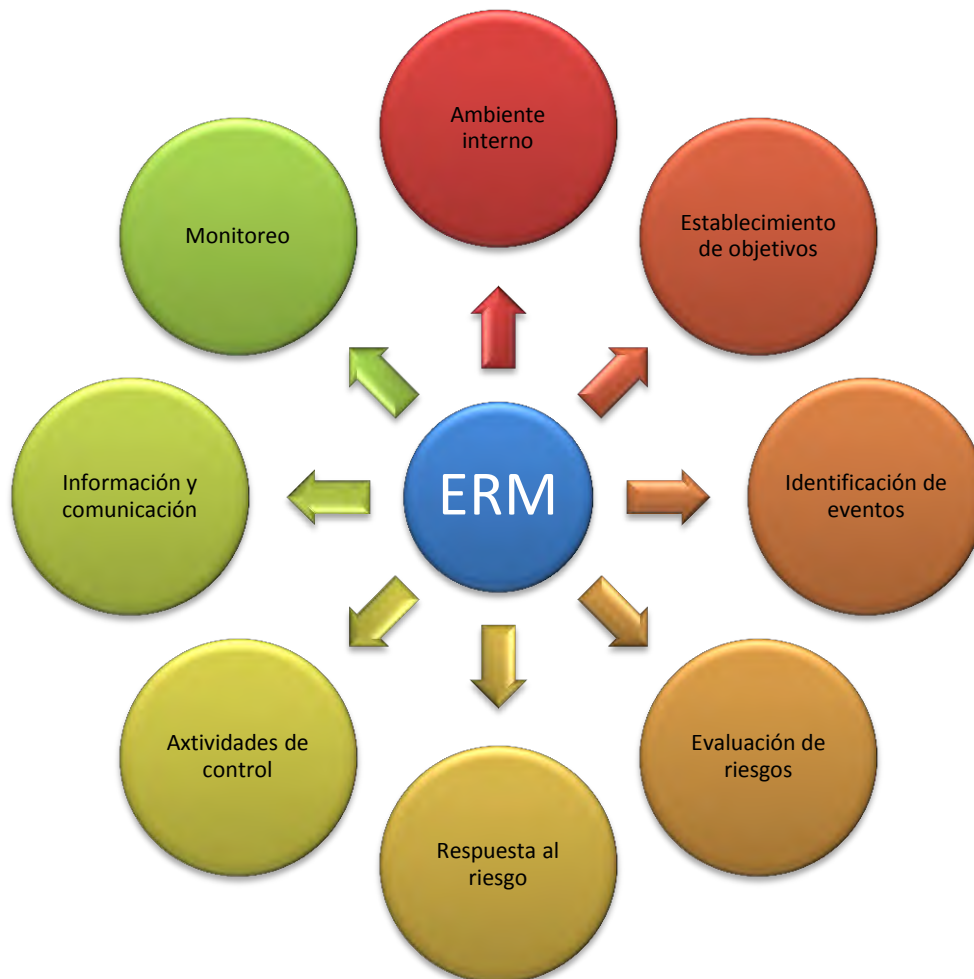 Ambiente
interno
Establecimiento
de objetivos
Identificación de
eventos
Evaluación de
riesgos
Respuesta al
riesgo
Axtividades de
control
Información y
comunicación
Monitoreo
ERM